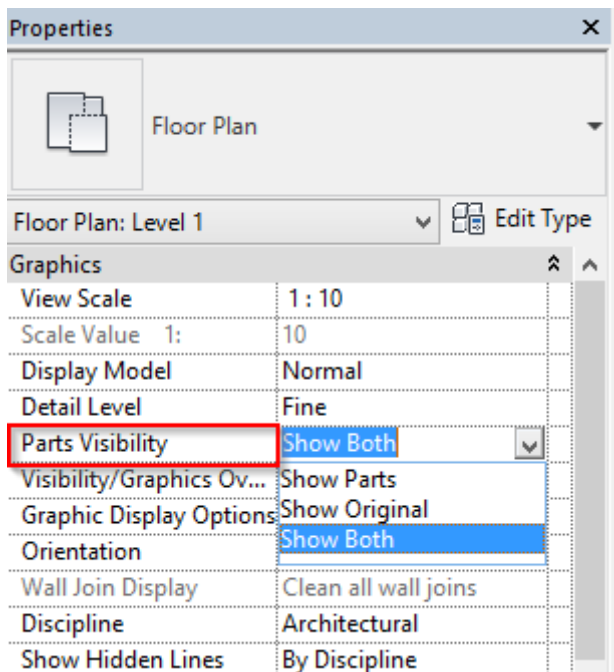 Properties
Floor Plan
Floor Plan: Level 1 Edit Type
Graphics
View Scale 1 : 10
Scale Value 1: 10
Display Model Normal
Detail Level Fine
Parts Visibility Show Both
Visibility/Graphics Ov... Show Parts
Graphic Display Options Show Original
Orientation Show Both
Wall Join Display Clean all wall joins
Discipline Architectural
Show Hidden Lines By Discipline